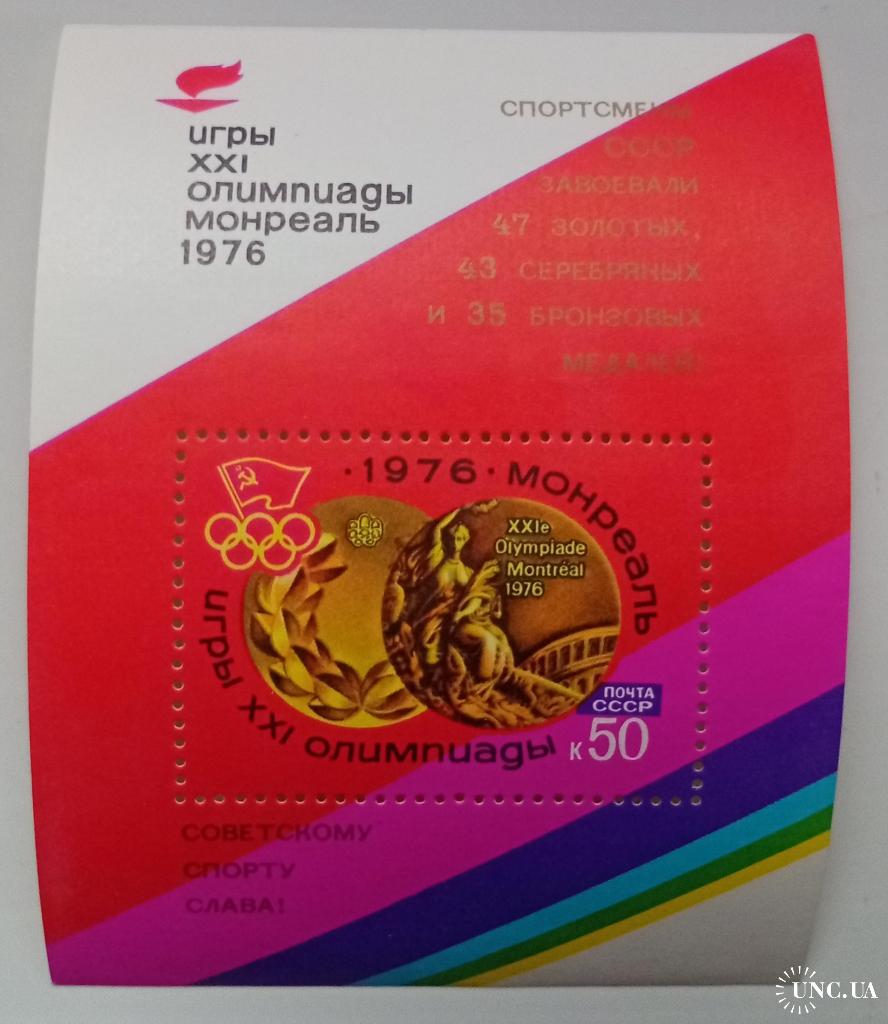 игры
XXI
олимпиады
монреаль
1976
СПОРТСМЕНЫ
СССР
ЗАВОЕВАЛИ
47 ЗОЛОТЫХ,
43 СЕРЕБРЯНЫХ
И 35 БРОНЗОВЫХ
МЕДАЛЕЙ!
·1976·монреаль
XXIe
Olympiade
Montréal
1976
игры XXI олимпиады
ПОЧТА
СССР
к50
СОВЕТСКОМУ
СПОРТУ
СЛАВА!
UNC.UA